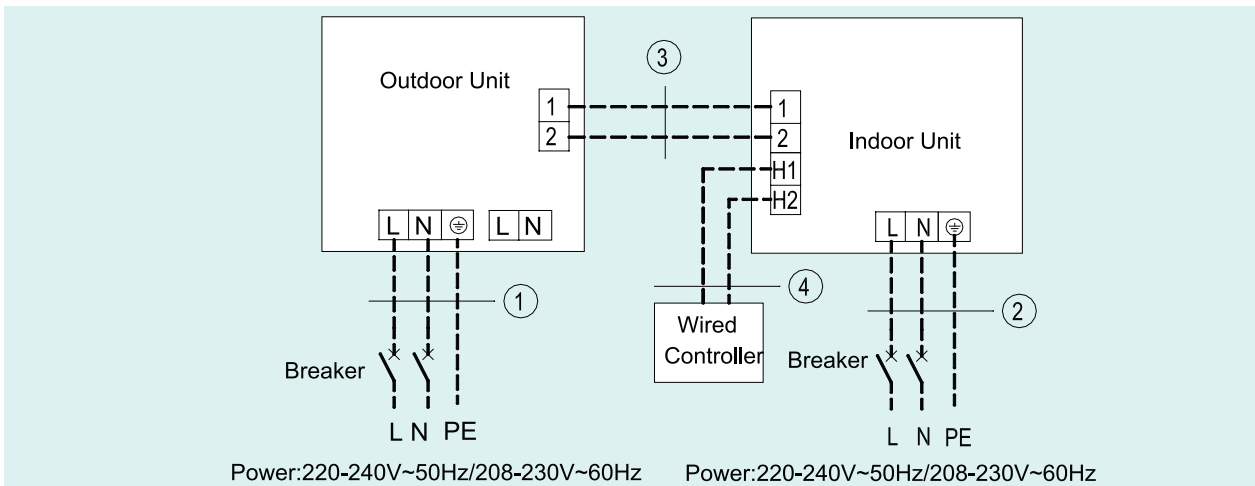 Outdoor Unit
1
2
L N ⏚ L N
③
1
2
H1
H2
Indoor Unit
L N ⏚
①
④
②
Wired
Controller
Breaker
Breaker
L N PE
L N PE
Power:220-240V~50Hz/208-230V~60Hz
Power:220-240V~50Hz/208-230V~60Hz